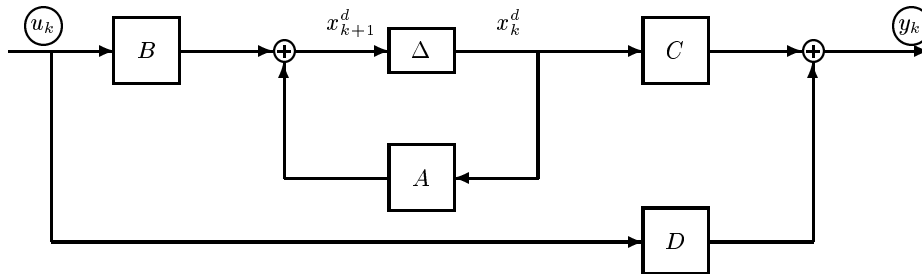 u_k
x^d_{k+1}
x^d_k
y_k
B
+
Δ
C
+
A
D